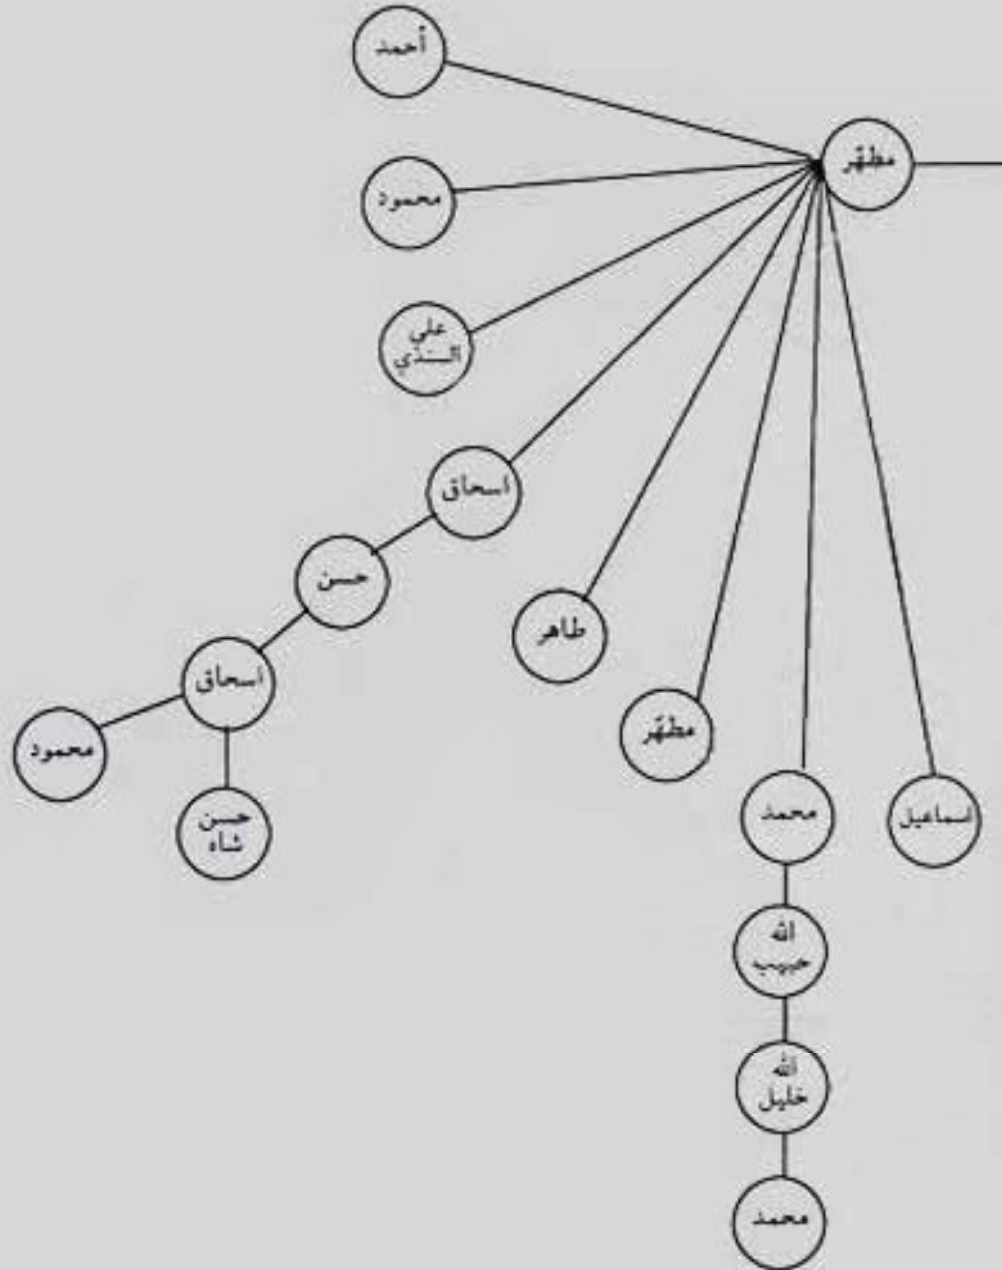 أحمد
مطهّر
محمود
علي
السندي
اسحاق
حسن
طاهر
اسحاق
مطهّر
محمود
محمد
اسماعيل
حسن
شاه
الله
حبيب
الله
خليل
محمد